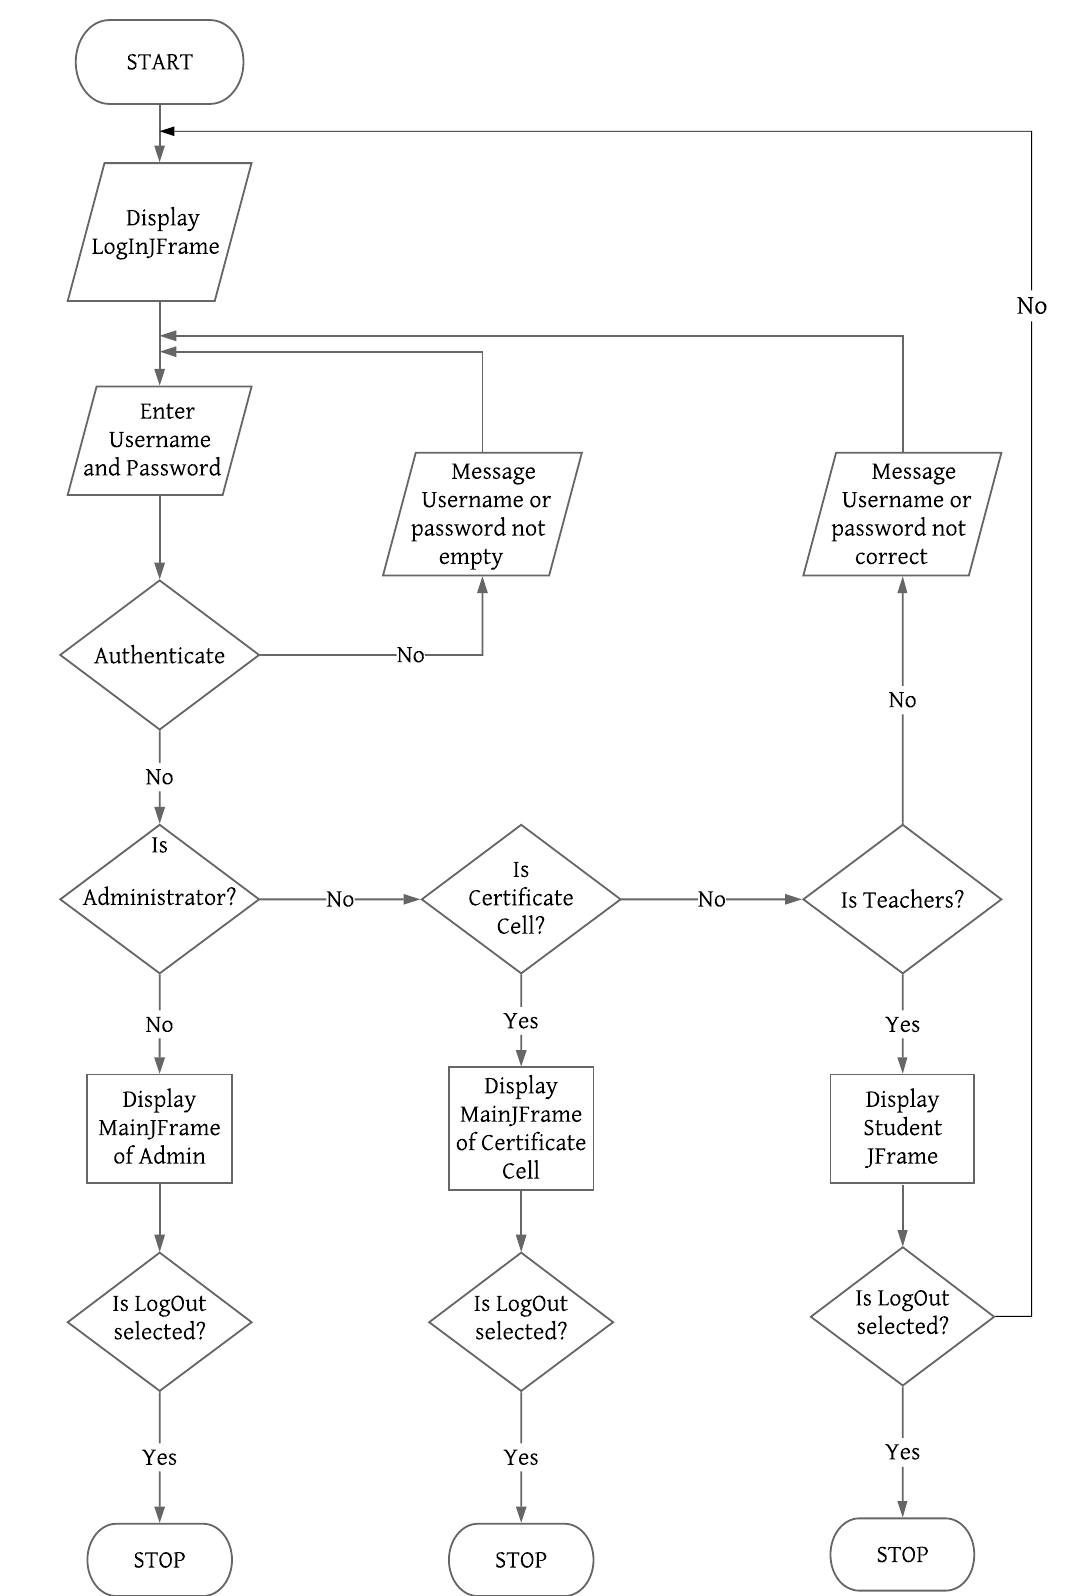 START
Display
LogInJFrame
No
Enter
Username
and Password
Message
Username or
password not
empty
Message
Username or
password not
correct
Authenticate
No
No
No
Is
Administrator?
No
Is
Certificate
Cell?
No
Is Teachers?
No
Yes
Yes
Display
MainJFrame
of Admin
Display
MainJFrame
of Certificate
Cell
Display
Student
JFrame
Is LogOut
selected?
Is LogOut
selected?
Is LogOut
selected?
Yes
Yes
Yes
STOP
STOP
STOP